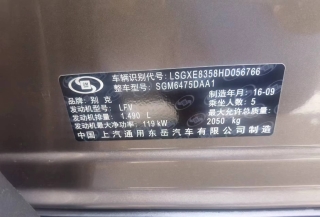 车辆识别代号: LSGXE8358HD056766
整车型号: SGM6475DAA1
品牌: 别克 制造年月: 16-09
发动机型号: LFV 乘坐人数: 5
发动机排量: 1.490 L 最大允许总质量:
发动机最大净功率: 119 kW 2050 kg
中国上汽通用东岳汽车有限公司制造